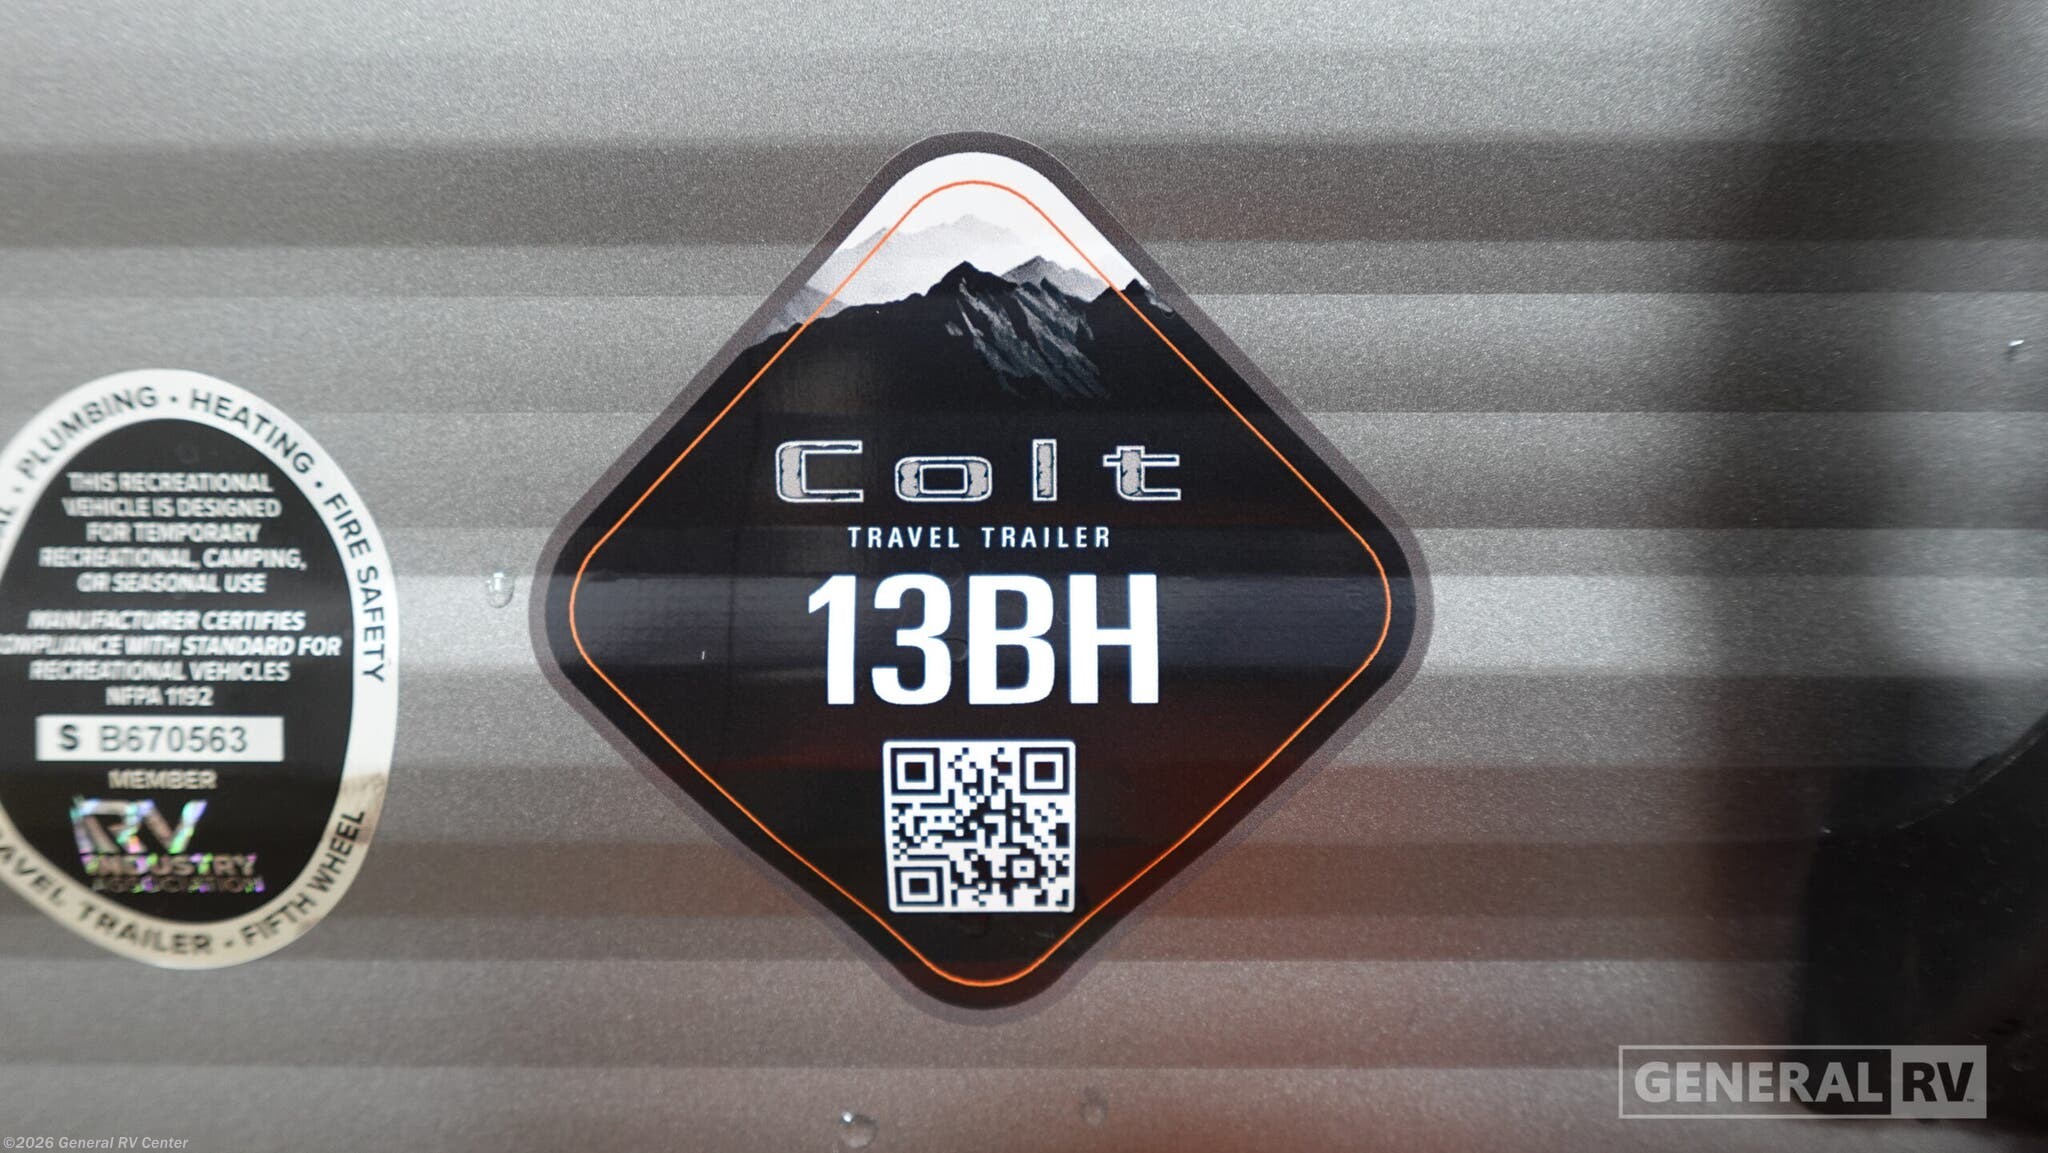 PLUMBING • HEATING • FIRE SAFETY
THIS RECREATIONAL
VEHICLE IS DESIGNED
FOR TEMPORARY
RECREATIONAL, CAMPING,
OR SEASONAL USE
MANUFACTURER CERTIFIES
COMPLIANCE WITH STANDARD FOR
RECREATIONAL VEHICLES
NFPA 1192
S B670563
MEMBER
RV
INDUSTRY
ASSOCIATION
TRAILER • FIFTH WHEEL
Colt
TRAVEL TRAILER
13BH
GENERAL RV
©2026 General RV Center